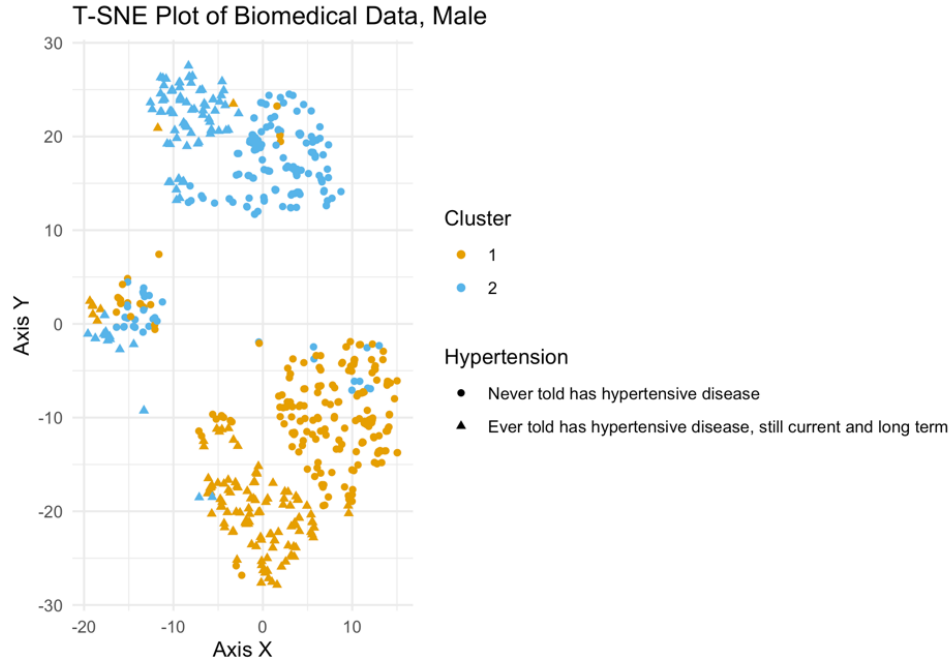 T-SNE Plot of Biomedical Data, Male
30
20
10
0
-10
-20
-30
Axis Y
-20
-10
0
10
Axis X
Cluster
1
2
Hypertension
Never told has hypertensive disease
Ever told has hypertensive disease, still current and long term